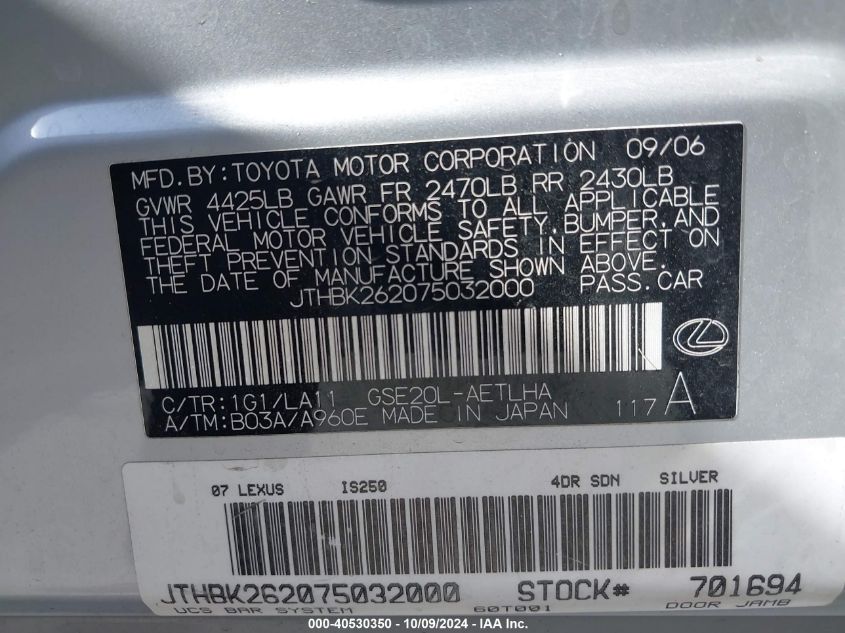 MFD.BY:TOYOTA MOTOR CORPORATION 09/06
GVWR 4425LB GAWR FR 2470LB RR 2430LB
THIS VEHICLE CONFORMS TO ALL APPLICABLE
FEDERAL MOTOR VEHICLE SAFETY,BUMPER,AND
THEFT PREVENTION STANDARDS IN EFFECT ON
THE DATE OF MANUFACTURE SHOWN ABOVE.
JTHBK262075032000 PASS.CAR
C/TR:1G1/LA11 GSE20L-AETLHA
A/TM:B03A/A960E MADE IN JAPAN 117 A
07 LEXUS IS250 4DR SDN SILVER
JTHBK262075032000 STOCK# 701694
UCS BAR SYSTEM 60T001 DOOR JAMB
000-40530350 - 10/09/2024 - IAA Inc.